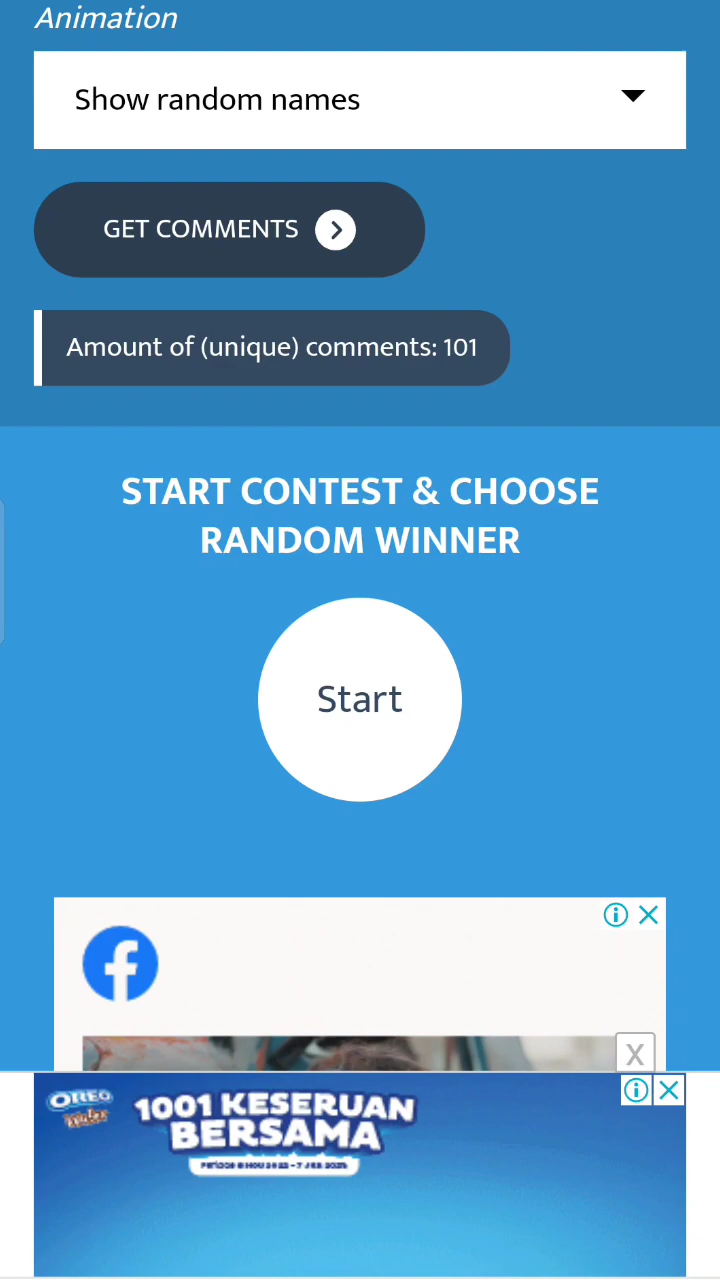 Animation
Show random names
GET COMMENTS
Amount of (unique) comments: 101
START CONTEST & CHOOSE
RANDOM WINNER
Start
X
OREO
1001 KESERUAN
BERSAMA